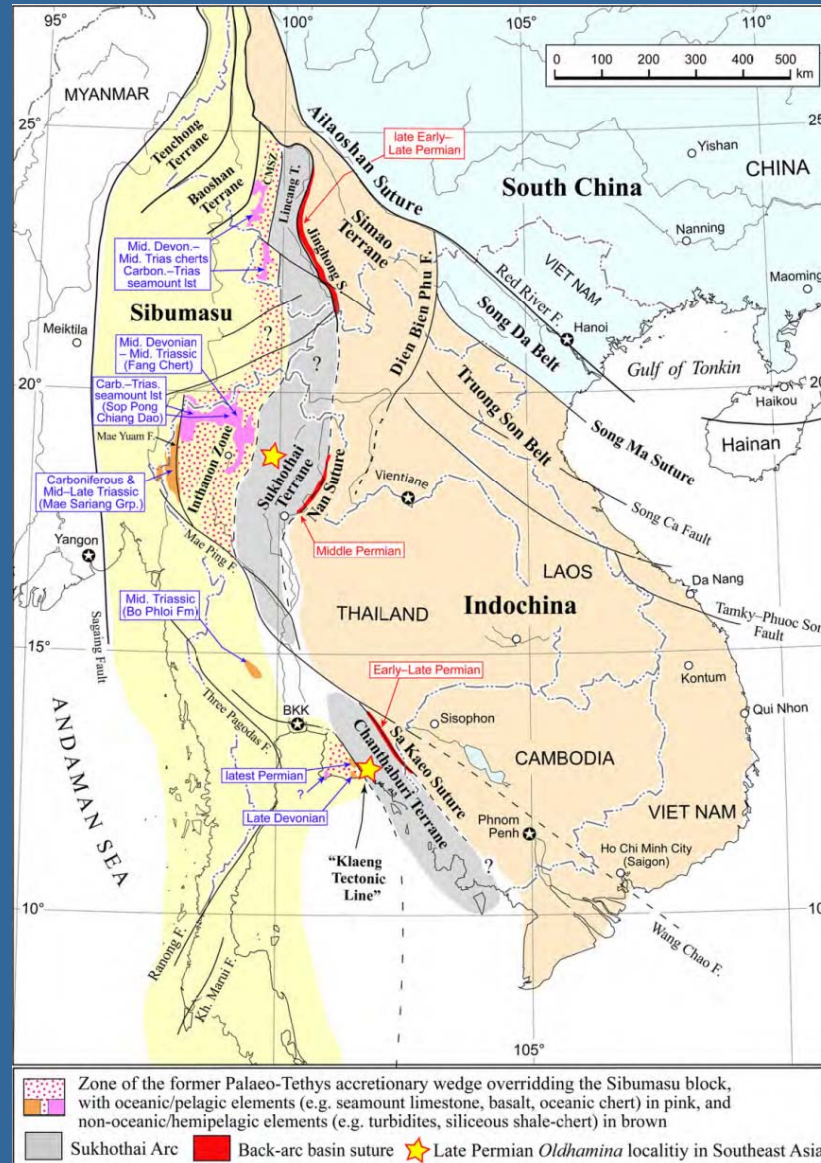 95°
100°
105°
110°
0 100 200 300 400 500
km
MYANMAR
25°
Tenchong
Terrane
Baoshan
Terrane
CMSZ
Lincang T.
Ailaoshan Suture
late Early–
Late Permian
Yishan
CHINA
South China
Simao
Terrane
Jinghong S.
Nanning
Mid. Devon.–
Mid. Trias cherts
Carbon.–Trias
seamount lst
Sibumasu
?
?
Meiktila
VIET NAM
Red River F.
Maoming
Dien Bien Phu F.
Song Da Belt
Hanoi
Mid. Devonian
– Mid. Triassic
(Fang Chert)
Carb.–Trias.
seamount lst
(Sop Pong
Chiang Dao)
20°
Gulf of Tonkin
Haikou
Hainan
Truong Son Belt
Song Ma Suture
Mae Yuam F.
Inthanon Zone
Sukhothai
Terrane
Nan Suture
Vientiane
Carboniferous &
Mid–Late Triassic
(Mae Sariang Grp.)
Song Ca Fault
Yangon
Mae Ping F.
Middle Permian
LAOS
Da Nang
Sagaing Fault
Mid. Triassic
(Bo Phloi Fm)
THAILAND
Indochina
Tamky–Phuoc Son
Fault
15°
Kontum
Early–Late Permian
Three Pagodas F.
BKK
Sisophon
Qui Nhon
Sa Kaeo Suture
Chanthaburi Terrane
CAMBODIA
latest Permian
?
Late Devonian
VIET NAM
Phnom
Penh
ANDAMAN SEA
"Klaeng
Tectonic
Line"
?
Ho Chi Minh City
(Saigon)
10°
10
Wang Chao F.
Ranong F.
Kh. Marui F.
105°
Zone of the former Palaeo-Tethys accretionary wedge overriding the Sibumasu block,
with oceanic/pelagic elements (e.g. seamount limestone, basalt, oceanic chert) in pink, and
non-oceanic/hemipelagic elements (e.g. turbidites, siliceous shale-chert) in brown
Sukhothai Arc
Back-arc basin suture
Late Permian Oldhamina locality in Southeast Asia